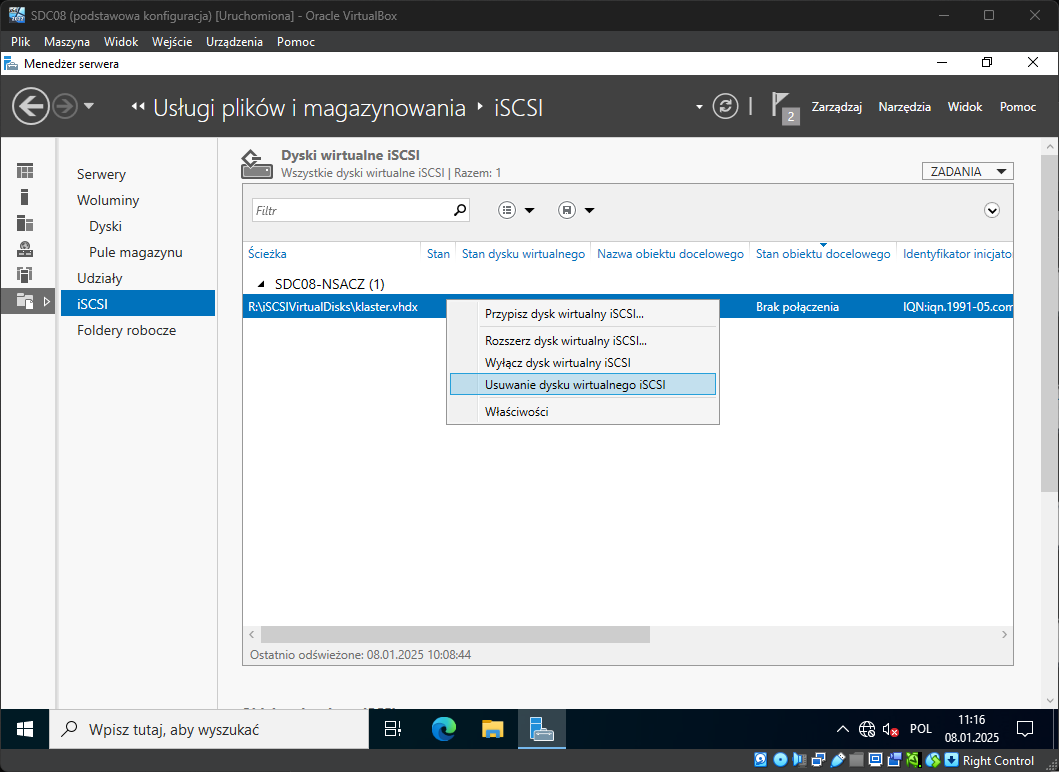 SDC08 (podstawowa konfiguracja) [Uruchomiona] - Oracle VirtualBox
Plik Maszyna Widok Wejście Urządzenia Pomoc
Menedżer serwera
Usługi plików i magazynowania iSCSI
2 Zarządzaj Narzędzia Widok Pomoc
Serwery
Woluminy
Dyski
Pule magazynu
Udziały
iSCSI
Foldery robocze
Dyski wirtualne iSCSI
Wszystkie dyski wirtualne iSCSI | Razem: 1
ZADANIA
Filtr
Ścieżka Stan Stan dysku wirtualnego Nazwa obiektu docelowego Stan obiektu docelowego Identyfikator inicjato
SDC08-NSACZ (1)
R:\iSCSIVirtualDisks\klaster.vhdx Brak połączenia IQN:iqn.1991-05.com
Przypisz dysk wirtualny iSCSI...
Rozszerz dysk wirtualny iSCSI...
Wyłącz dysk wirtualny iSCSI
Usuwanie dysku wirtualnego iSCSI
Właściwości
Ostatnio odświeżone: 08.01.2025 10:08:44
Wpisz tutaj, aby wyszukać
POL
11:16
08.01.2025
Right Control